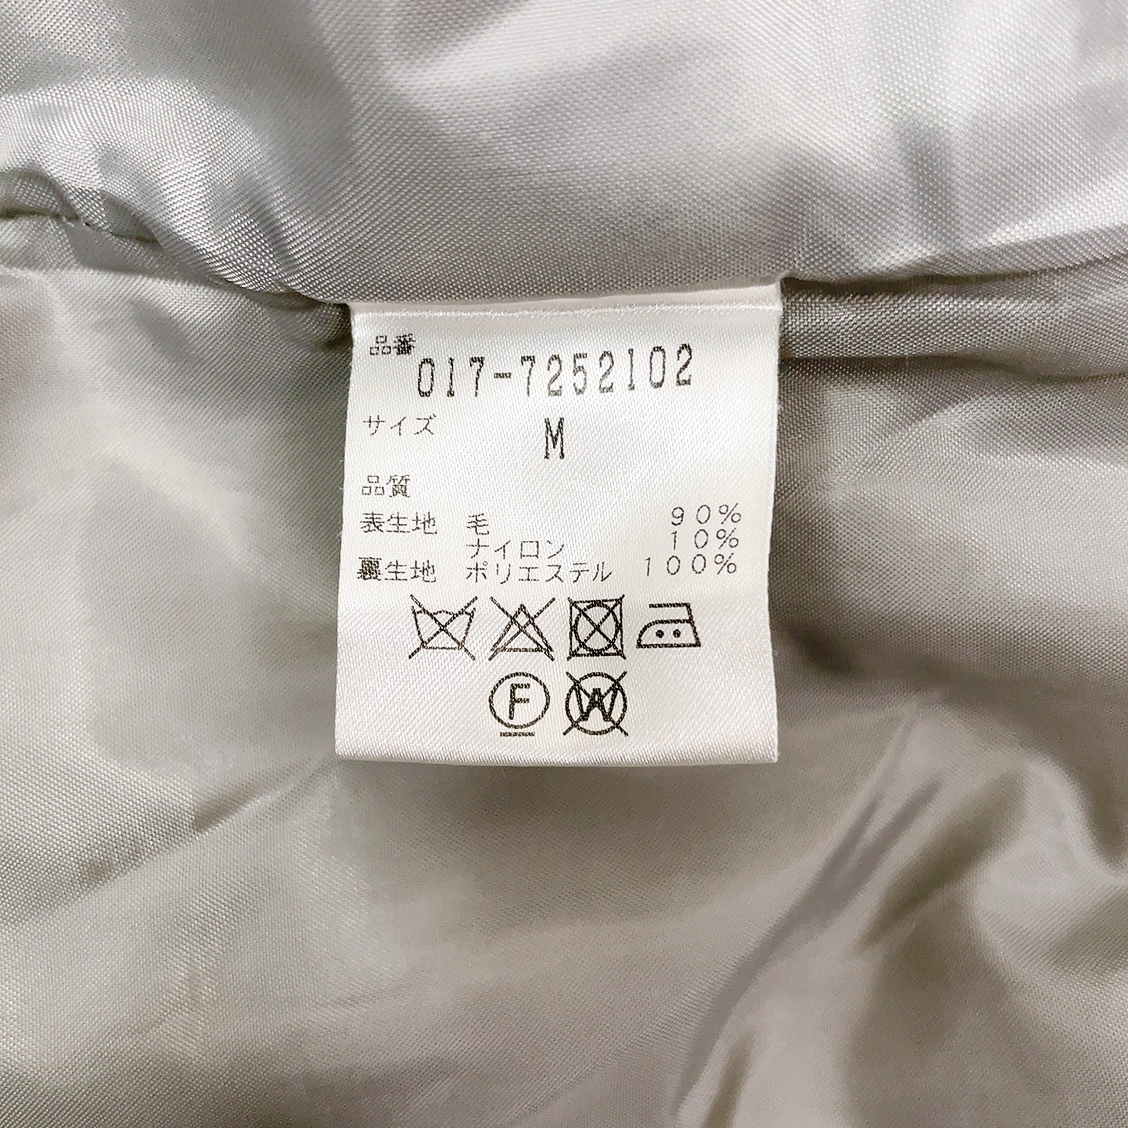 品番
017-7252102
サイズ M
品質
表生地 毛 90%
ナイロン 10%
裏生地 ポリエステル 100%
F W